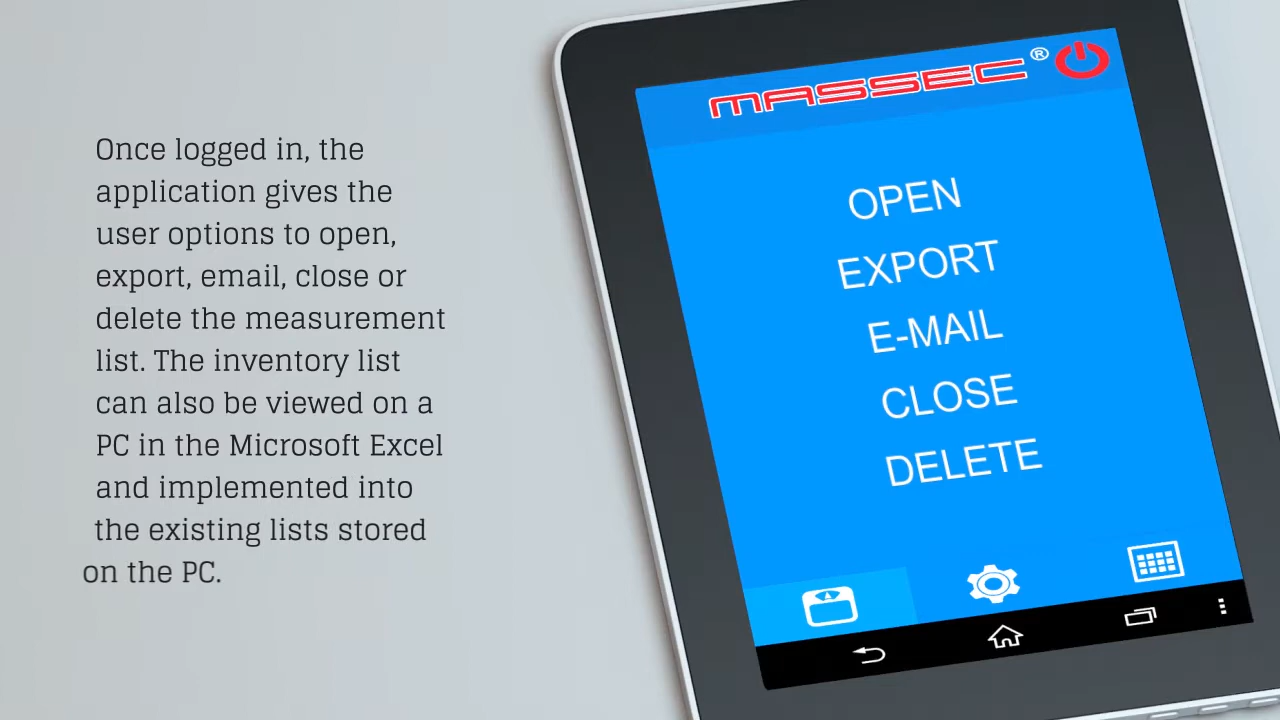 Once logged in, the
application gives the
user options to open,
export, email, close or
delete the measurement
list. The inventory list
can also be viewed on a
PC in the Microsoft Excel
and implemented into
the existing lists stored
on the PC.
MASSEC®
OPEN
EXPORT
E-MAIL
CLOSE
DELETE